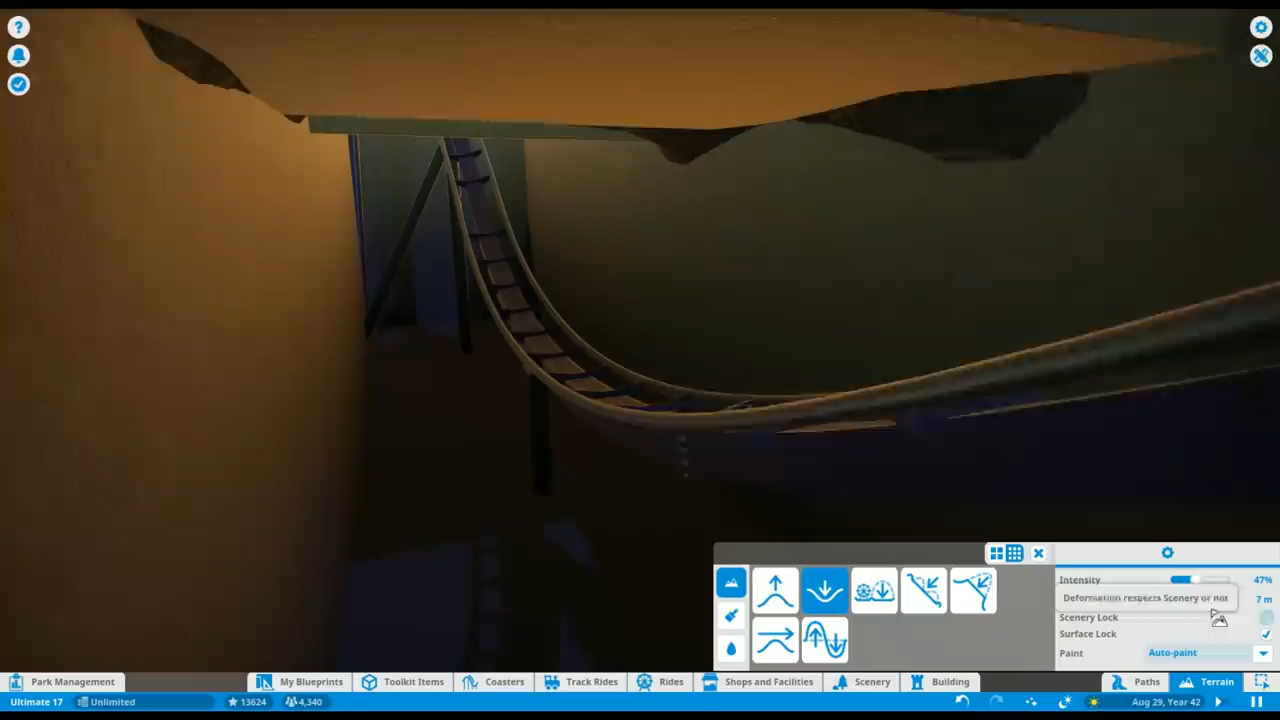 Intensity 47%
Deformation respects Scenery or not
7 m
Scenery Lock
Surface Lock
Paint Auto-paint
Park Management My Blueprints Toolkit Items Coasters Track Rides Rides Shops and Facilities Scenery Building Paths Terrain
Ultimate 17 Unlimited 13624 4,340 Aug 29, Year 42